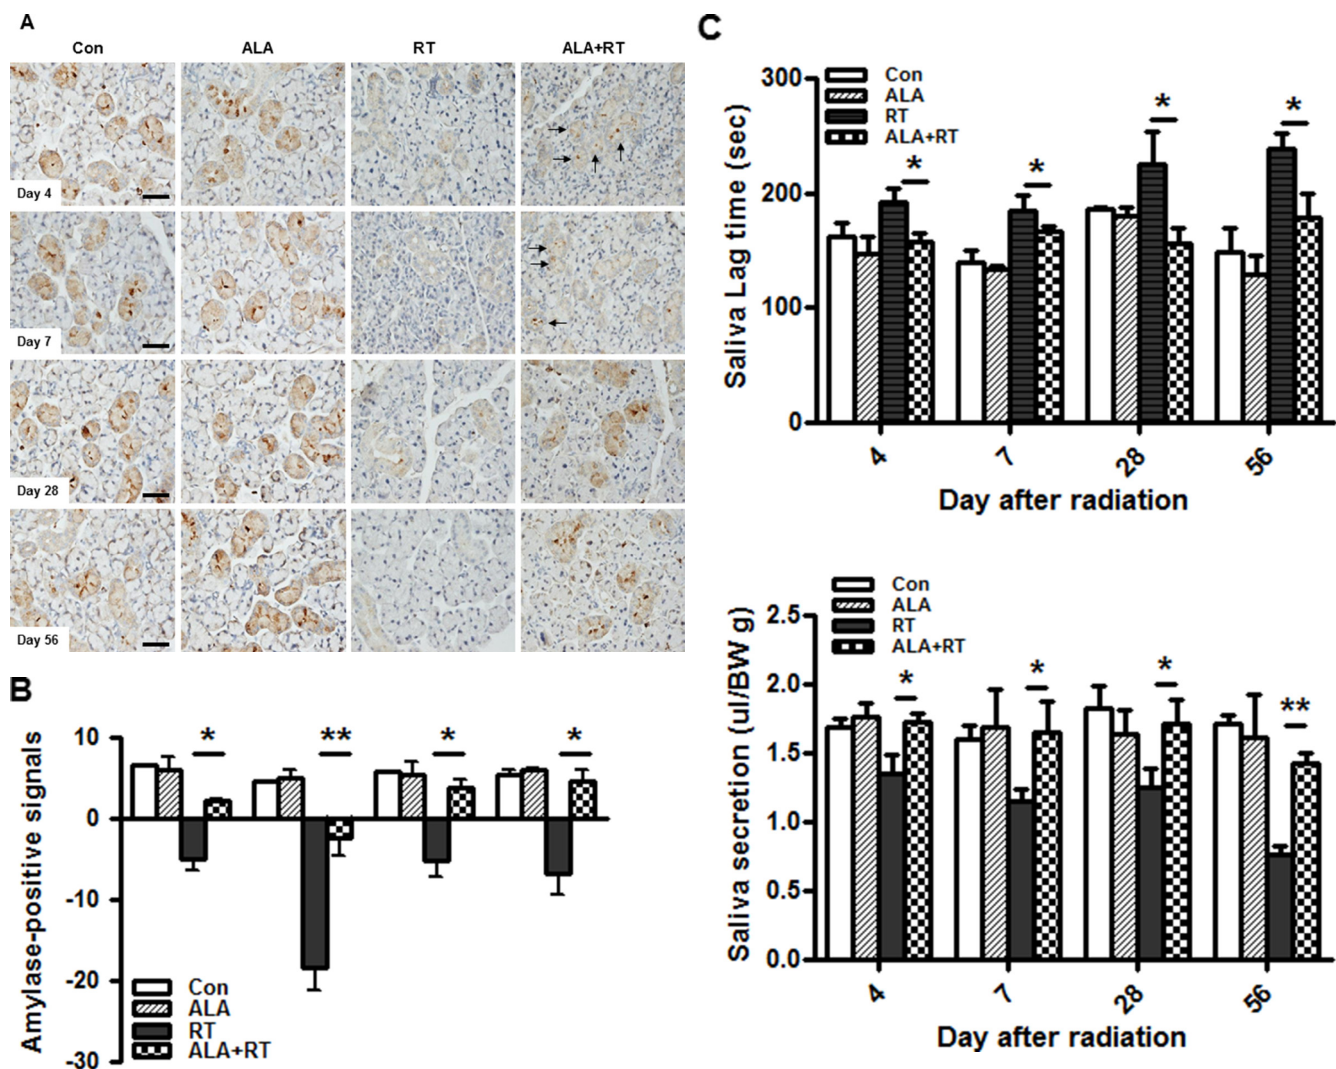 A
Con
ALA
RT
ALA+RT
Day 4
Day 7
Day 28
Day 56
B
Amylase-positive signals
10
0
-10
-20
-30
*
**
*
*
Con
ALA
RT
ALA+RT
C
Saliva Lag time (sec)
300
200
100
0
Con
ALA
RT
ALA+RT
*
*
*
*
4
7
28
56
Day after radiation
Saliva secretion (ul/BW g)
2.5
2.0
1.5
1.0
0.5
0.0
Con
ALA
RT
ALA+RT
*
*
*
**
4
7
28
56
Day after radiation